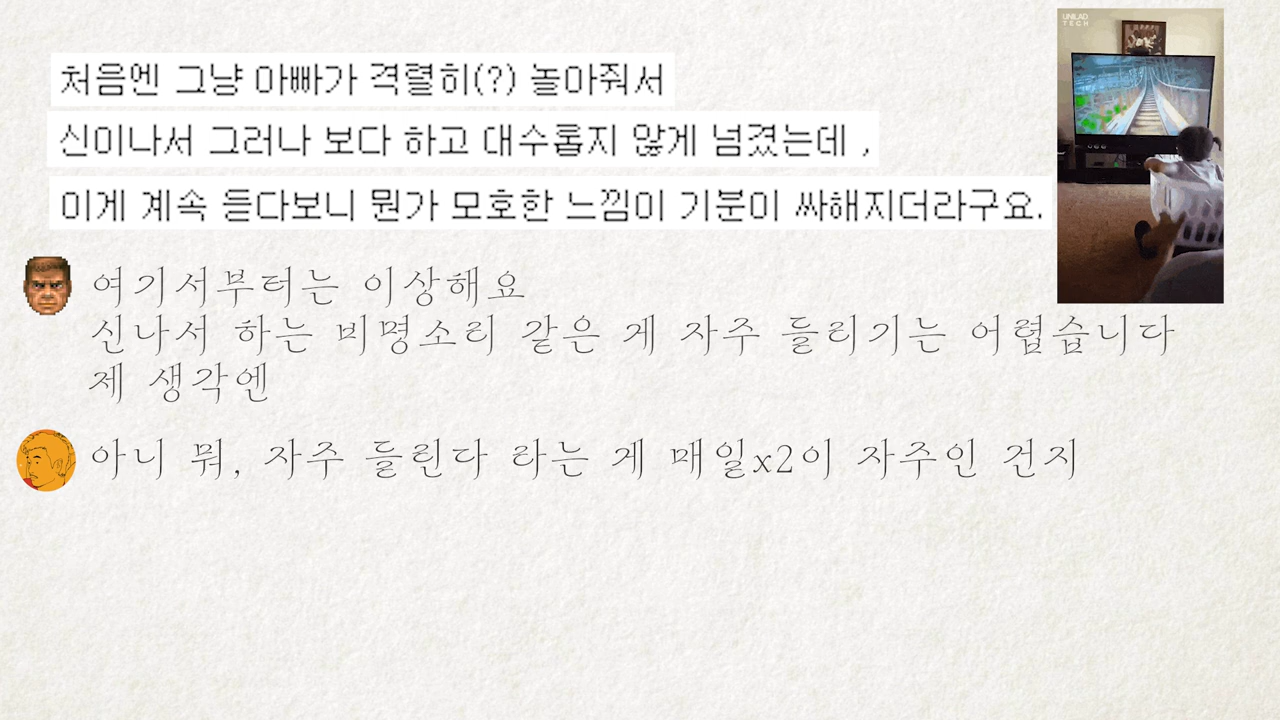 처음엔 그냥 아빠가 격렬히(?) 놀아줘서
신이나서 그러나 보다 하고 대수롭지 않게 넘겼는데 ,
이게 계속 듣다보니 뭔가 모호한 느낌이 기분이 싸해지더라구요.
UNILAD
TECH
여기서부터는 이상해요
신나서 하는 비명소리 같은 게 자주 들리기는 어렵습니다
제 생각엔
아니 뭐, 자주 들린다 라는 게 매일x2이 자주인 건지